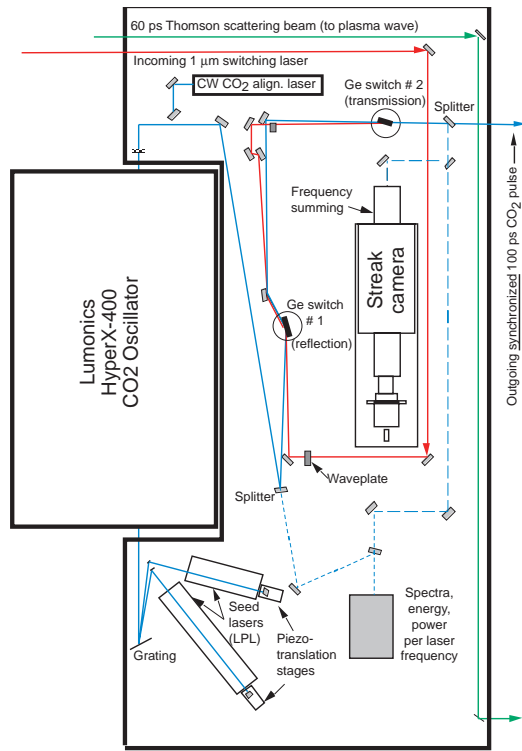 60 ps Thomson scattering beam (to plasma wave)
Incoming 1 μm switching laser
CW CO2 align. laser
Ge switch # 2
(transmission)
Splitter
Frequency
summing
Streak
camera
Ge switch
# 1
(reflection)
Lumonics
HyperX-400
CO2 Oscillator
Outgoing synchronized 100 ps CO2 pulse
Waveplate
Splitter
Seed
lasers
(LPL)
Piezo-
translation
stages
Grating
Spectra,
energy,
power
per laser
frequency